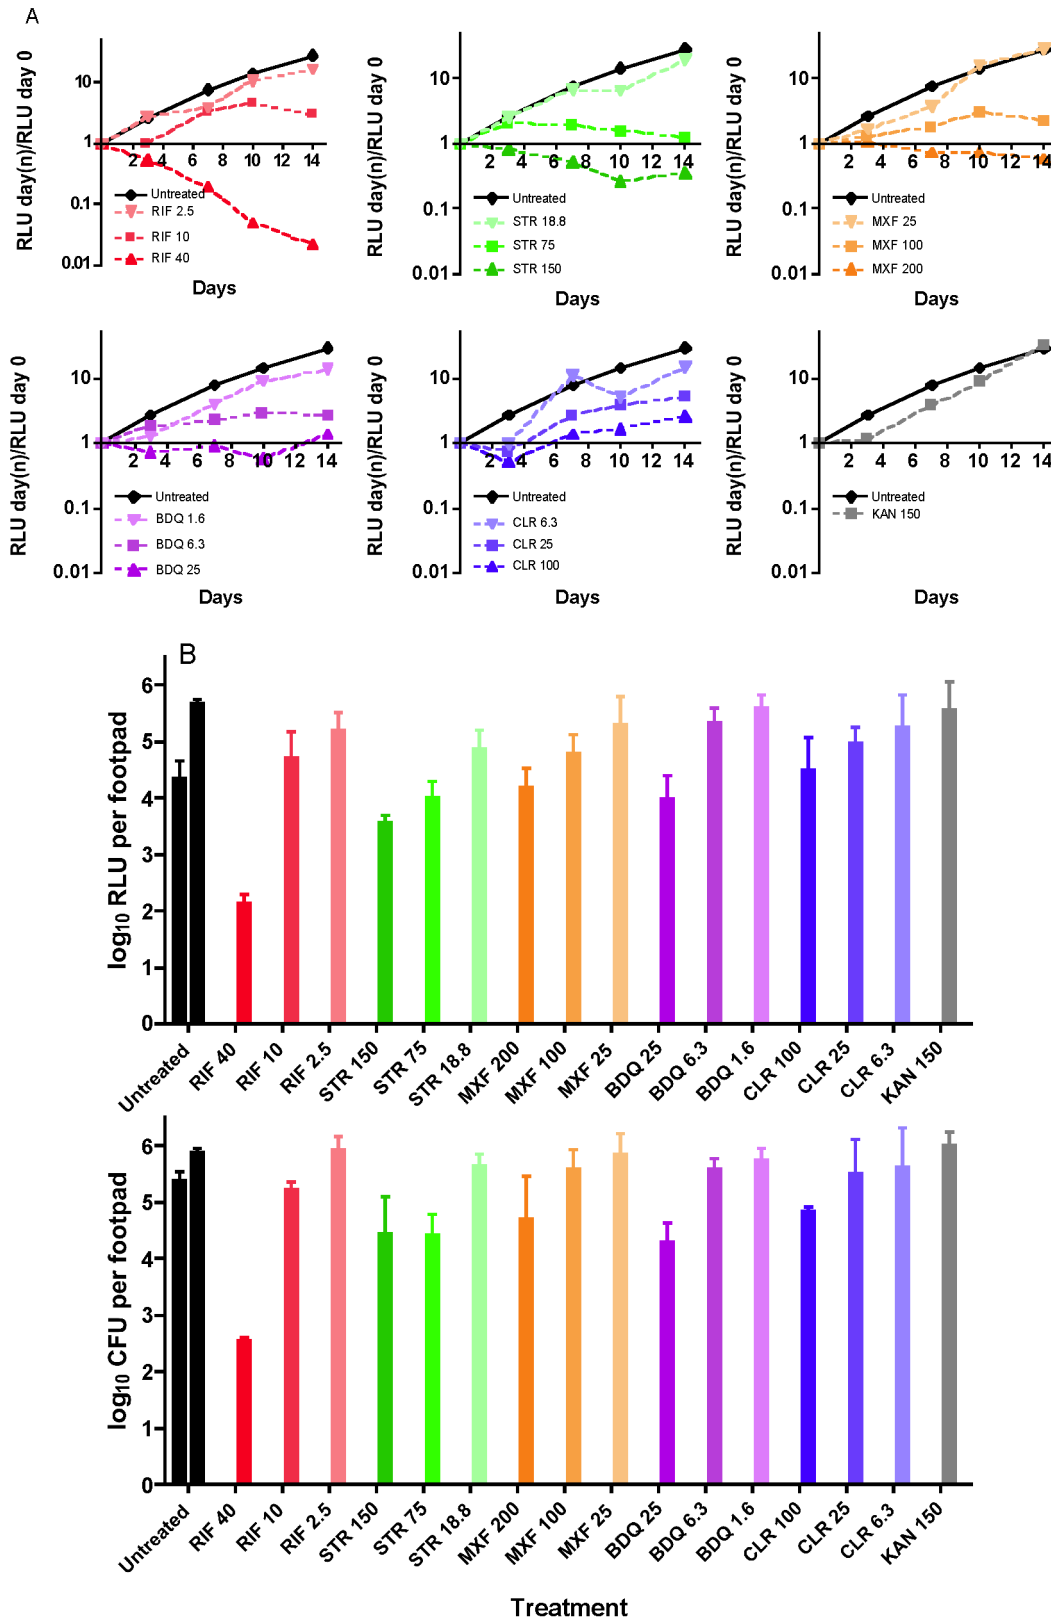 A
RLU day(n)/RLU day 0
10
1
0.1
0.01
2 4 6 8 10 12 14
Untreated
RIF 2.5
RIF 10
RIF 40
Days
RLU day(n)/RLU day 0
10
1
0.1
0.01
2 4 6 8 10 12 14
Untreated
STR 18.8
STR 75
STR 150
Days
RLU day(n)/RLU day 0
10
1
0.1
0.01
2 4 6 8 10 12 14
Untreated
MXF 25
MXF 100
MXF 200
Days
RLU day(n)/RLU day 0
10
1
0.1
0.01
2 4 6 8 10 12 14
Untreated
BDQ 1.6
BDQ 6.3
BDQ 25
Days
RLU day(n)/RLU day 0
10
1
0.1
0.01
2 4 6 8 10 12 14
Untreated
CLR 6.3
CLR 25
CLR 100
Days
RLU day(n)/RLU day 0
10
1
0.1
0.01
2 4 6 8 10 12 14
Untreated
KAN 150
Days
B
log₁₀ RLU per footpad
6
5
4
3
2
1
0
Untreated
RIF 40
RIF 10
RIF 2.5
STR 150
STR 75
STR 18.8
MXF 200
MXF 100
MXF 25
BDQ 25
BDQ 6.3
BDQ 1.6
CLR 100
CLR 25
CLR 6.3
KAN 150
log₁₀ CFU per footpad
6
5
4
3
2
1
0
Untreated
RIF 40
RIF 10
RIF 2.5
STR 150
STR 75
STR 18.8
MXF 200
MXF 100
MXF 25
BDQ 25
BDQ 6.3
BDQ 1.6
CLR 100
CLR 25
CLR 6.3
KAN 150
Treatment